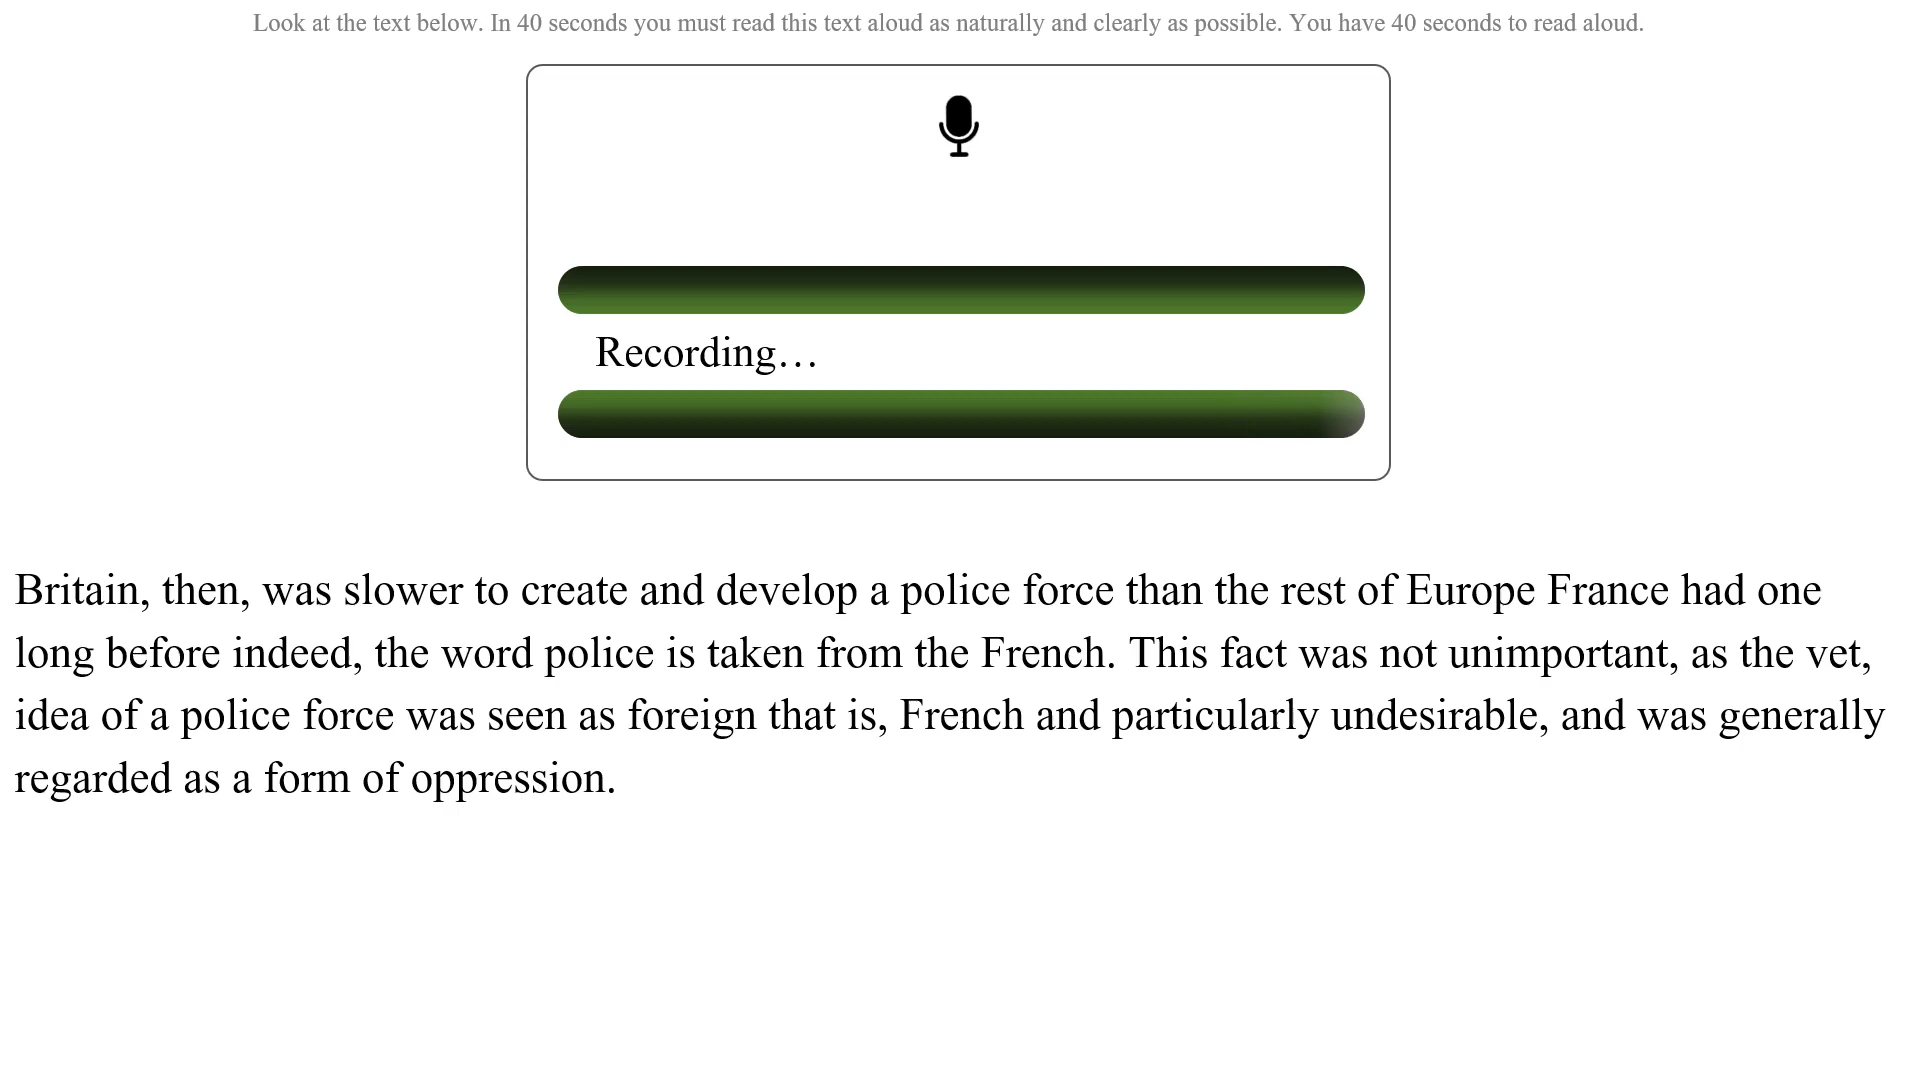 Look at the text below. In 40 seconds you must read this text aloud as naturally and clearly as possible. You have 40 seconds to read aloud.
Recording…
Britain, then, was slower to create and develop a police force than the rest of Europe France had one
long before indeed, the word police is taken from the French. This fact was not unimportant, as the vet,
idea of a police force was seen as foreign that is, French and particularly undesirable, and was generally
regarded as a form of oppression.